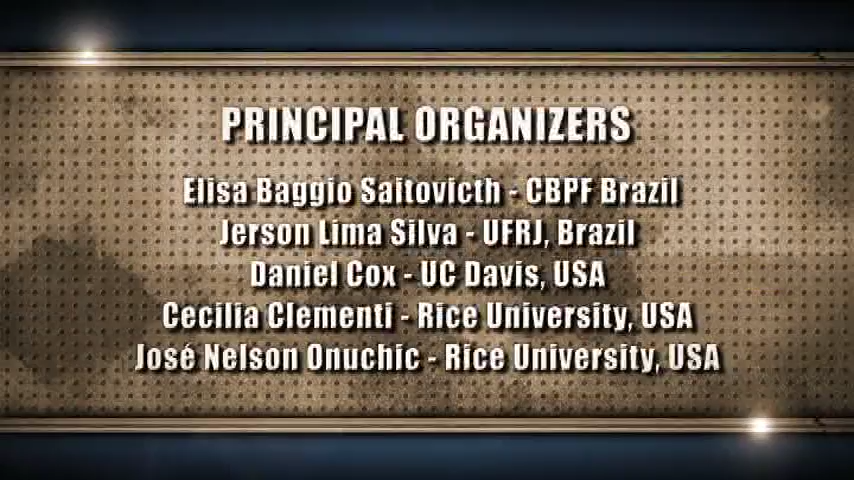 PRINCIPAL ORGANIZERS
Elisa Baggio Saitovicth - CBPF Brazil
Jerson Lima Silva - UFRJ, Brazil
Daniel Cox - UC Davis, USA
Cecilia Clementi - Rice University, USA
José Nelson Onuchic - Rice University, USA